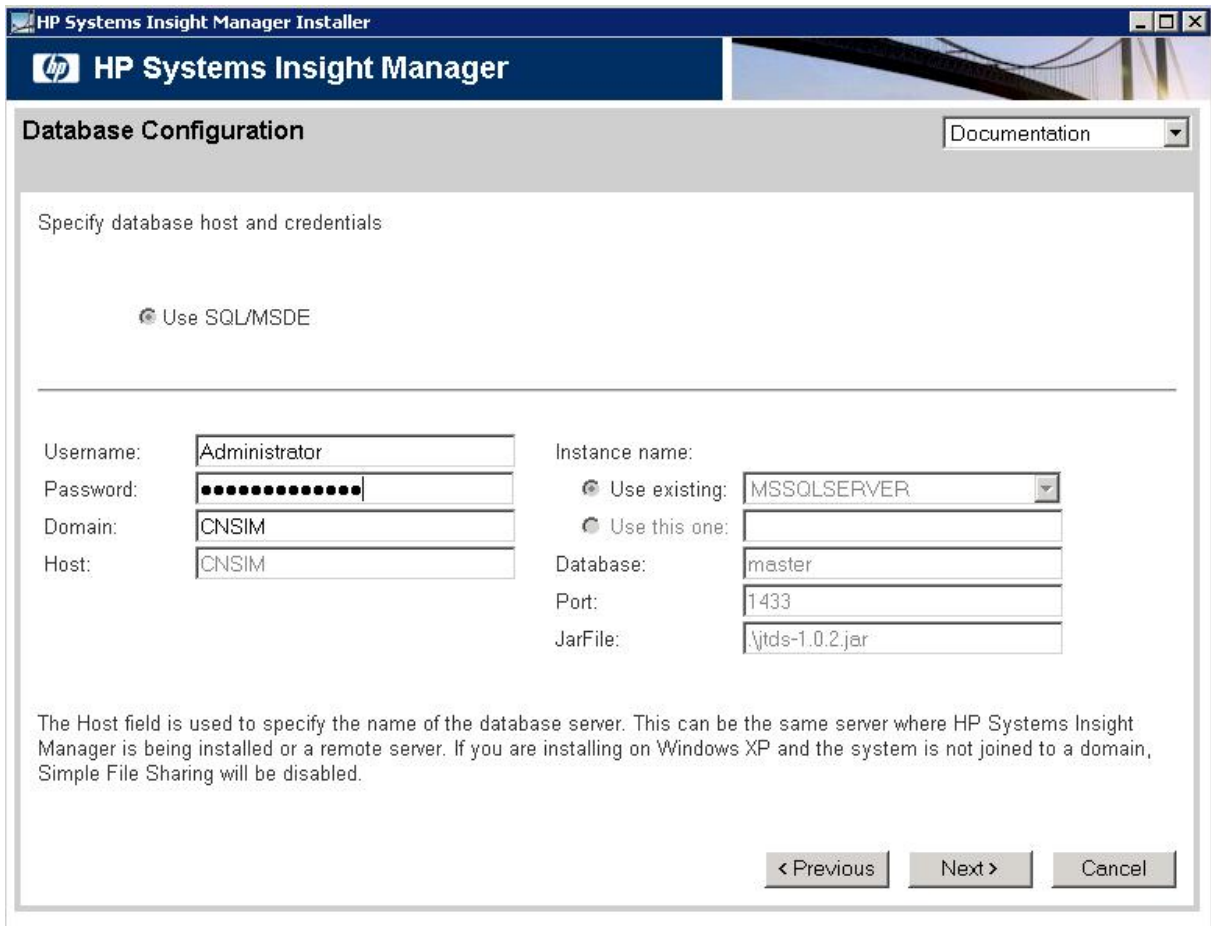 HP Systems Insight Manager Installer
hp HP Systems Insight Manager
Database Configuration
Documentation
Specify database host and credentials
Use SQL/MSDE
Username: Administrator
Password: ●●●●●●●●●●●●●
Domain: CNSIM
Host: CNSIM
Instance name:
Use existing: MSSQLSERVER
Use this one:
Database: master
Port: 1433
JarFile: .\jtds-1.0.2.jar
The Host field is used to specify the name of the database server. This can be the same server where HP Systems Insight
Manager is being installed or a remote server. If you are installing on Windows XP and the system is not joined to a domain,
Simple File Sharing will be disabled.
< Previous Next > Cancel